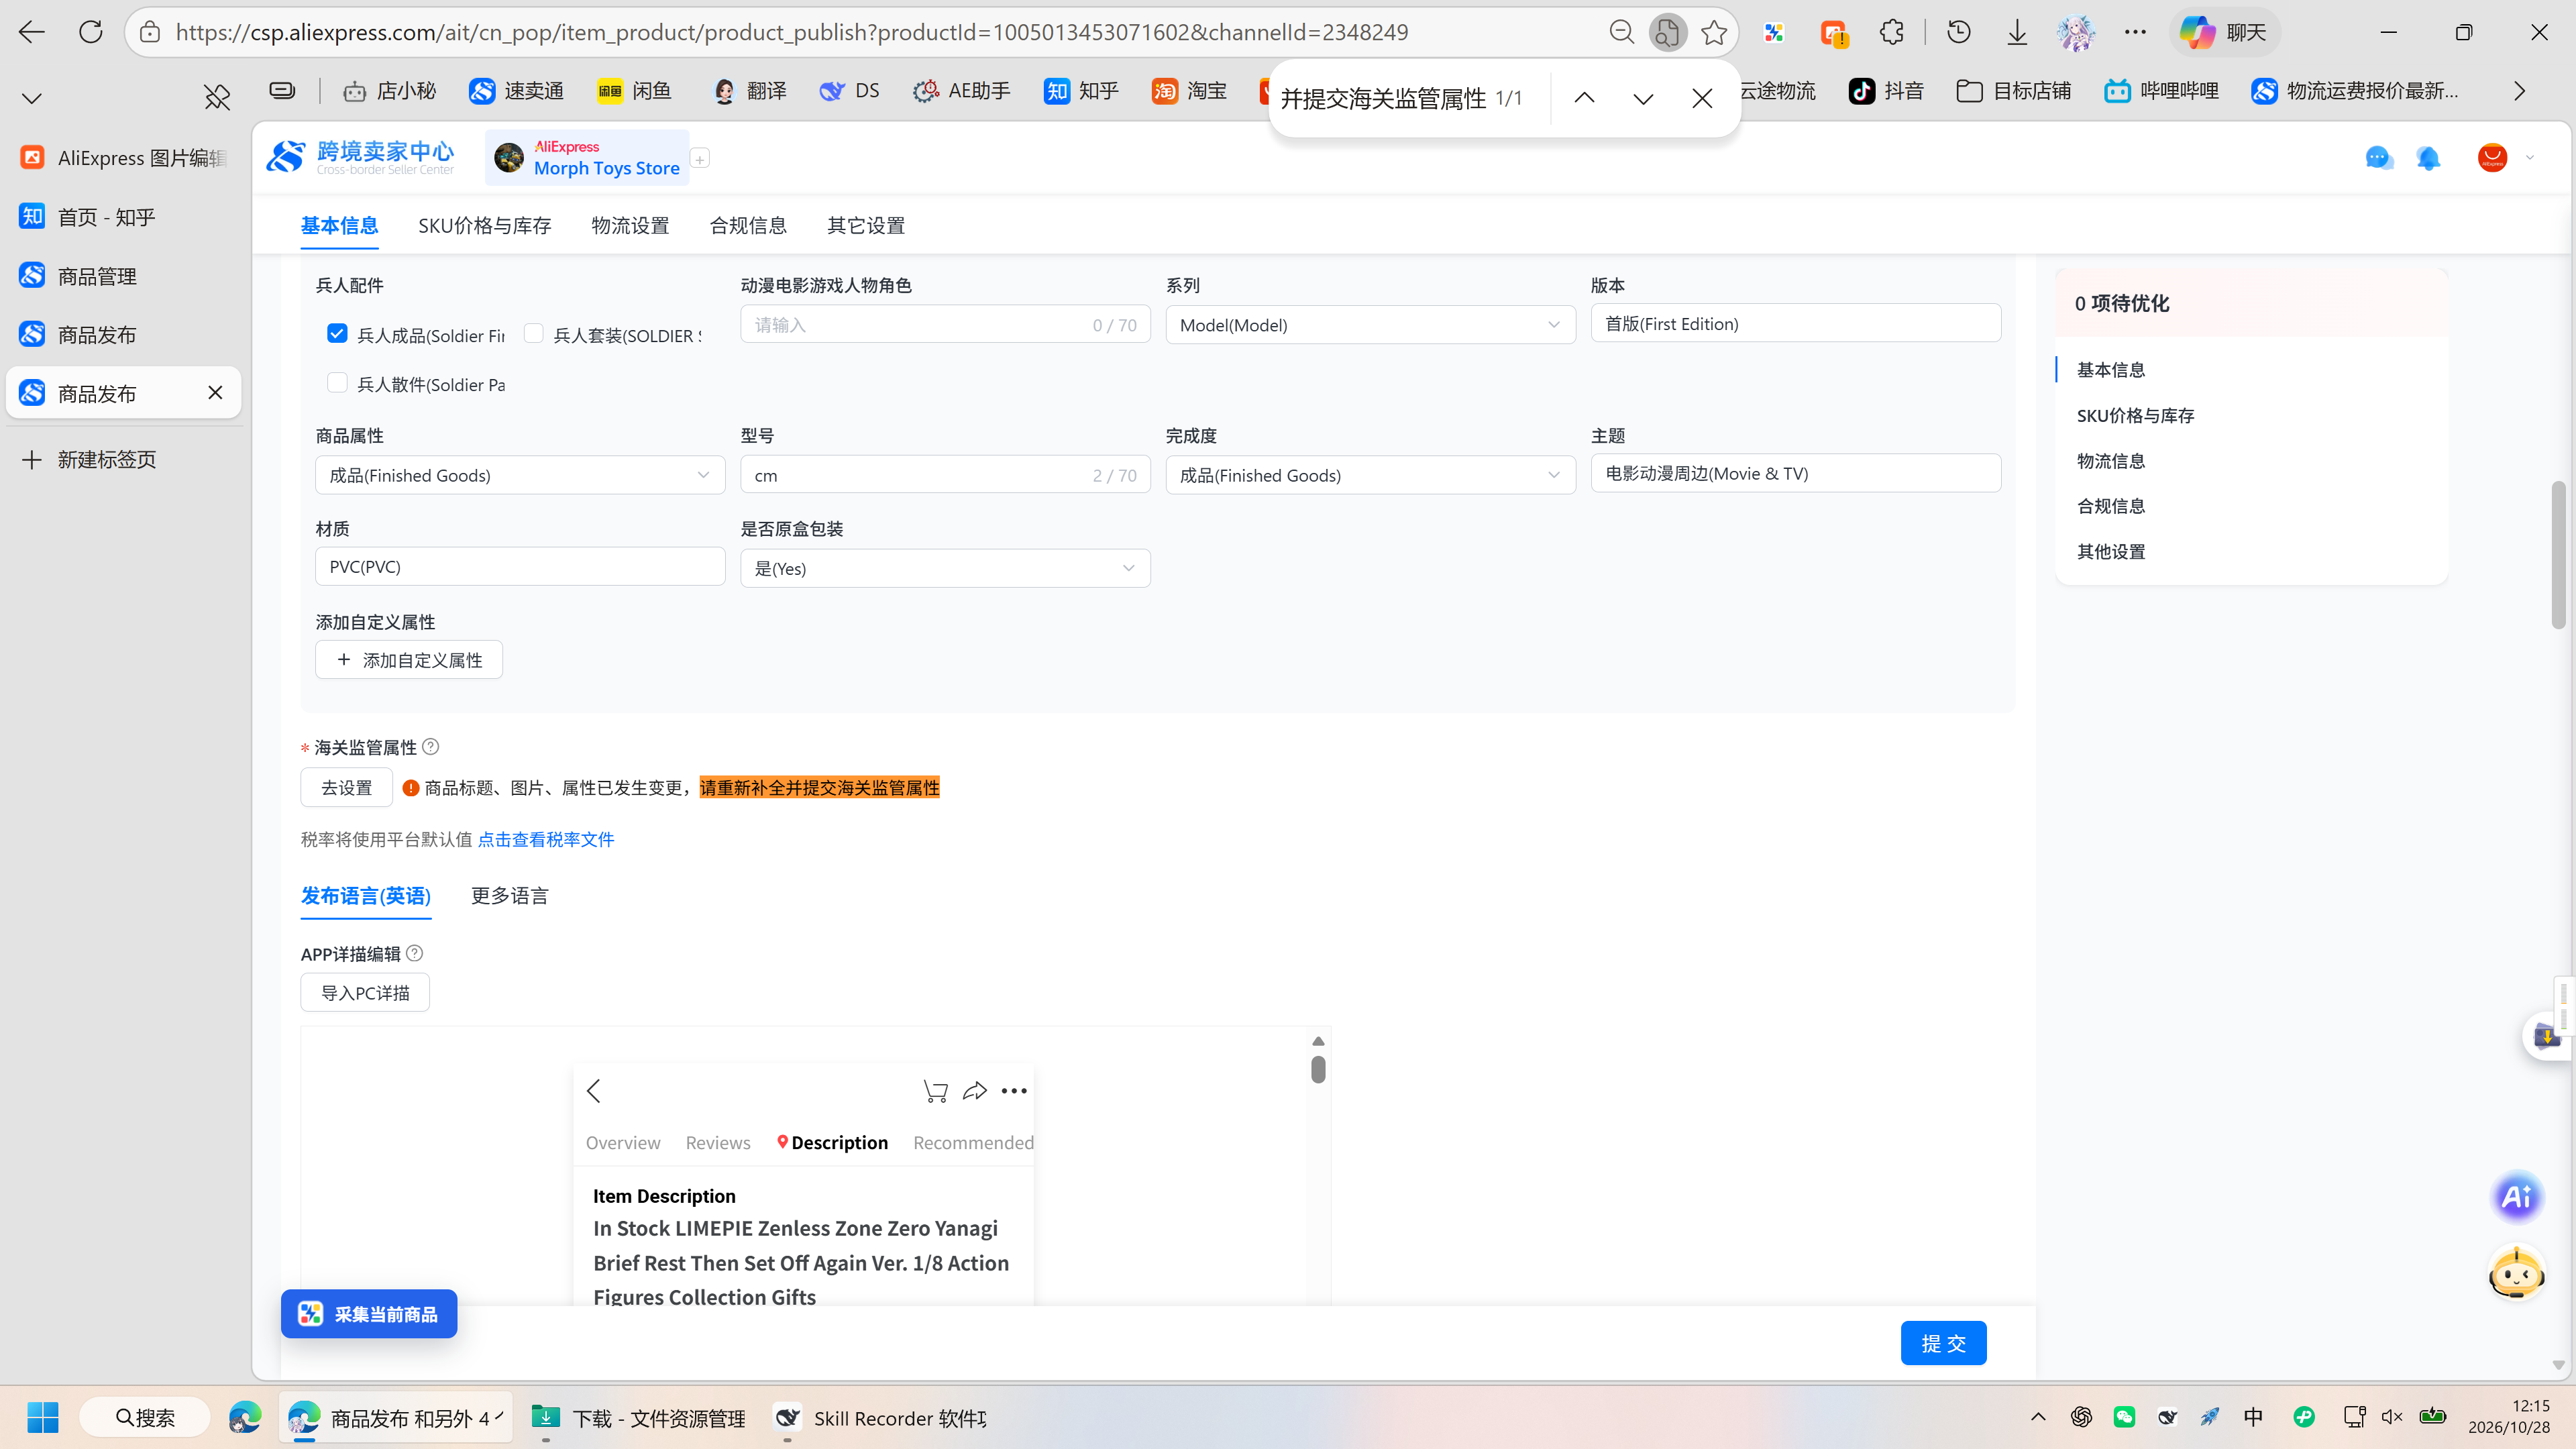 https://csp.aliexpress.com/ait/cn_pop/item_product/product_publish?productId=1005013453071602&channelId=2348249
聊天
店小秘
速卖通
闲鱼
翻译
DS
AE助手
知乎
淘宝
云途物流
抖音
目标店铺
哔哩哔哩
物流运费报价最新...
并提交海关监管属性 1/1
AliExpress 图片编辑
首页 - 知乎
商品管理
商品发布
商品发布
新建标签页
跨境卖家中心
Cross-border Seller Center
AliExpress
Morph Toys Store
基本信息
SKU价格与库存
物流设置
合规信息
其它设置
兵人配件
动漫电影游戏人物角色
系列
版本
兵人成品(Soldier Fir
兵人套装(SOLDIER S
兵人散件(Soldier Pa
请输入
0 / 70
Model(Model)
首版(First Edition)
商品属性
型号
完成度
主题
成品(Finished Goods)
cm
2 / 70
成品(Finished Goods)
电影动漫周边(Movie & TV)
材质
是否原盒包装
PVC(PVC)
是(Yes)
添加自定义属性
添加自定义属性
* 海关监管属性
去设置
商品标题、图片、属性已发生变更，请重新补全并提交海关监管属性
税率将使用平台默认值 点击查看税率文件
发布语言(英语)
更多语言
APP详描编辑
导入PC详描
Overview
Reviews
Description
Recommended
Item Description
In Stock LIMEPIE Zenless Zone Zero Yanagi
Brief Rest Then Set Off Again Ver. 1/8 Action
Figures Collection Gifts
采集当前商品
提 交
0 项待优化
基本信息
SKU价格与库存
物流信息
合规信息
其他设置
Ai
搜索
商品发布 和另外 4 个
下载 - 文件资源管理
Skill Recorder 软件功
中
12:15
2026/10/28